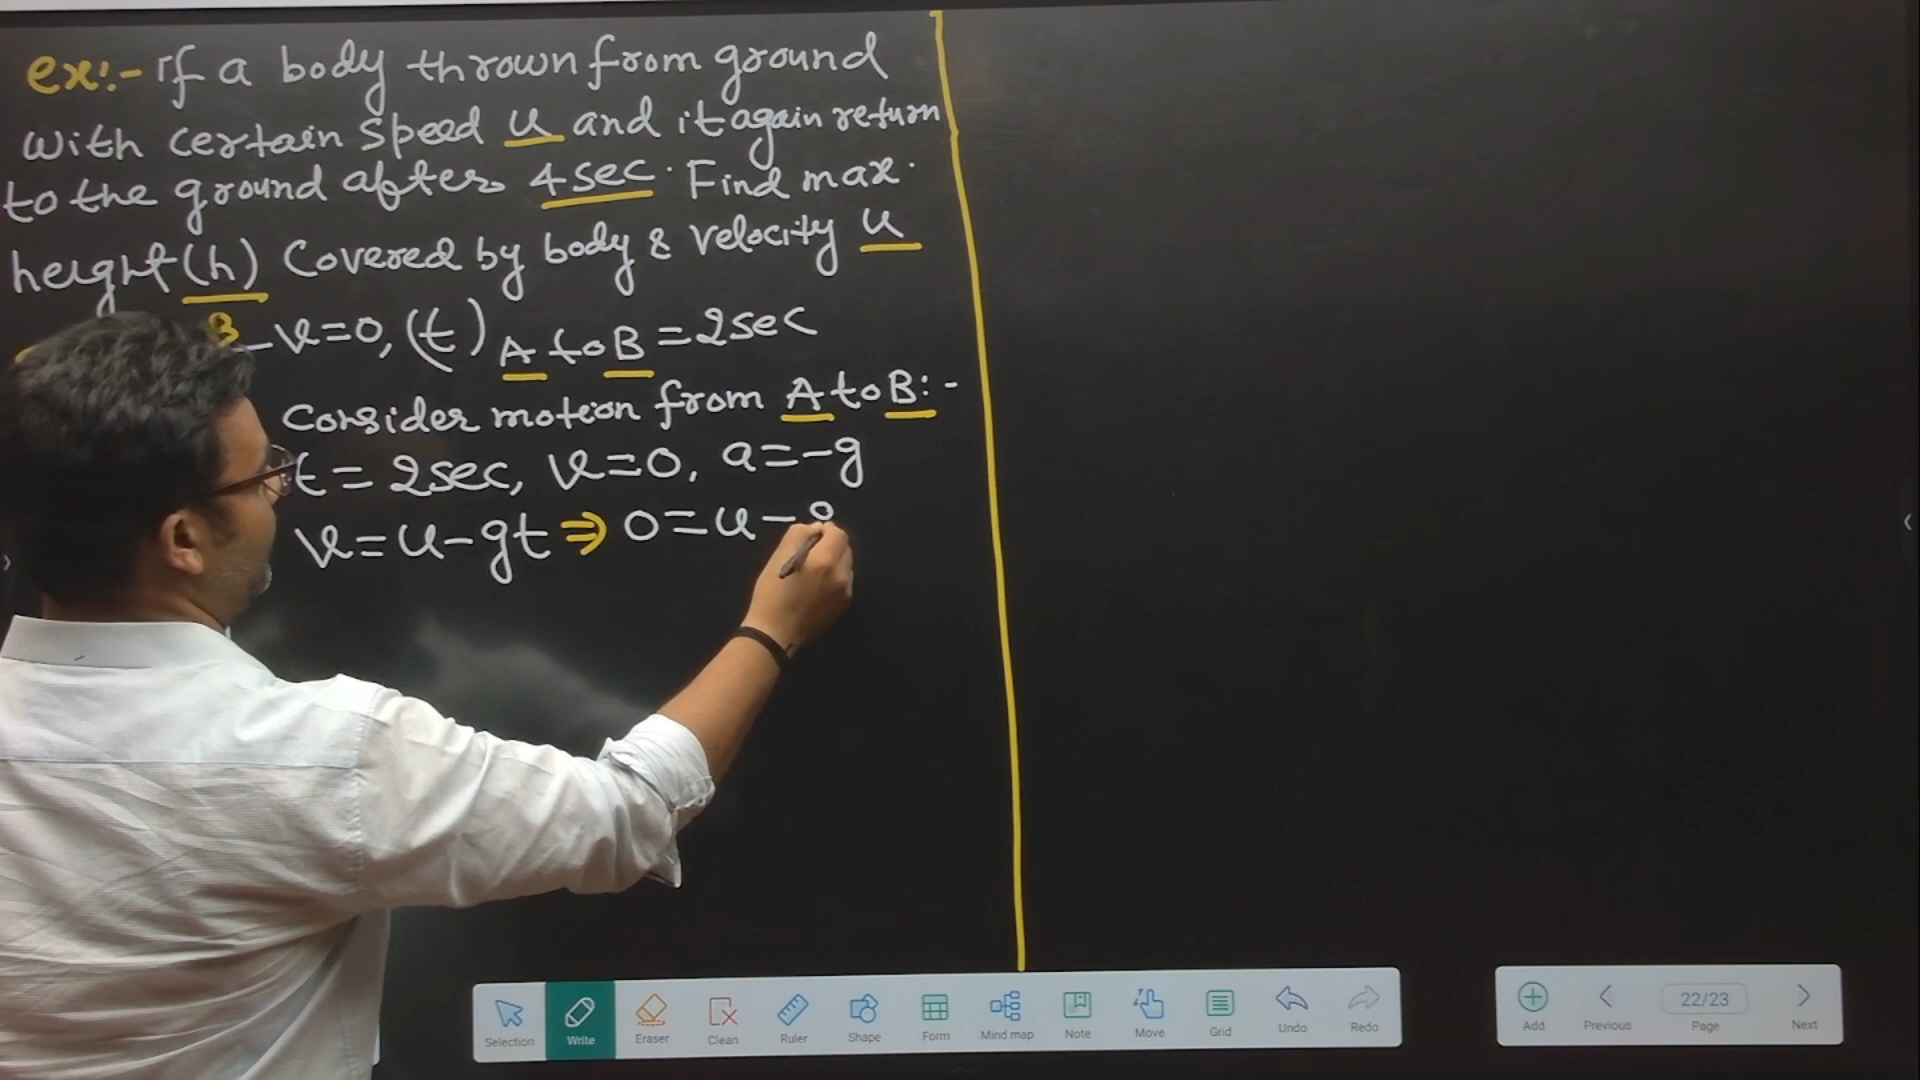 ex:- If a body thrown from ground
with certain speed u and it again return
to the ground after 4sec. Find max.
height (h) Covered by body & velocity u
B v=0, (t) A to B = 2sec
Consider motion from A to B:-
t = 2sec, v=0, a=-g
v=u-gt ⇒ 0=u-g
Selection Write Eraser Clean Ruler Shape Form Mind map Note Move Grid Undo Redo
Add Previous 22/23 Page Next